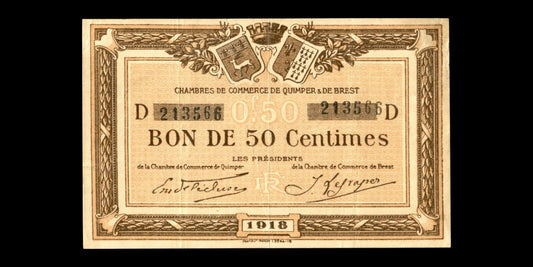 CHAMBRES DE COMMERCE DE QUIMPER & DE BREST
0f.50
D 213566 213566 D
BON DE 50 Centimes
LES PRÉSIDENTS
de la Chambre de Commerce de Quimper de la Chambre de Commerce de Brest
RF
1918